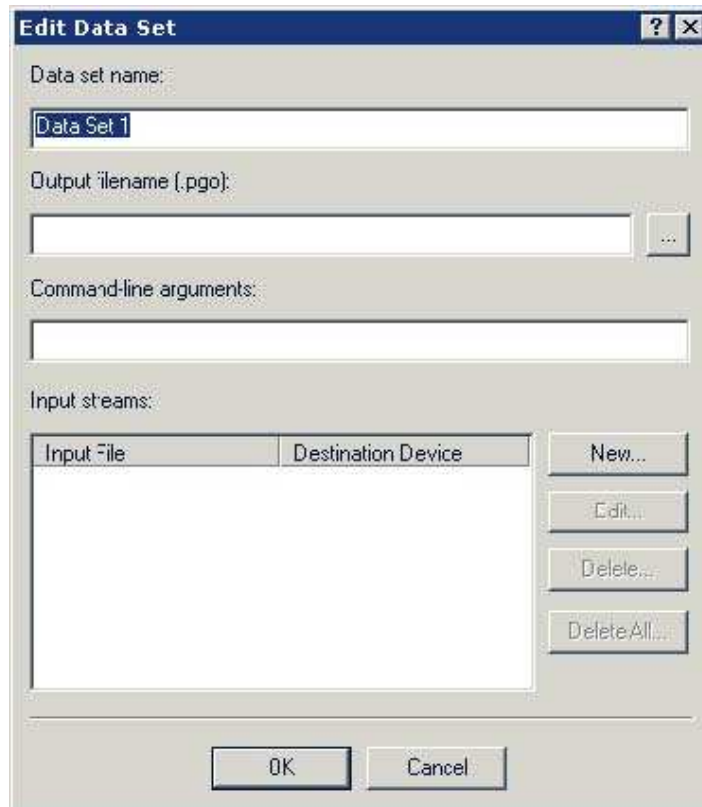 Edit Data Set
Data set name:
Data Set 1
Output filename (.pgo):
...
Command-line arguments:
Input streams:
Input File Destination Device
New...
Edit...
Delete...
Delete All...
OK Cancel